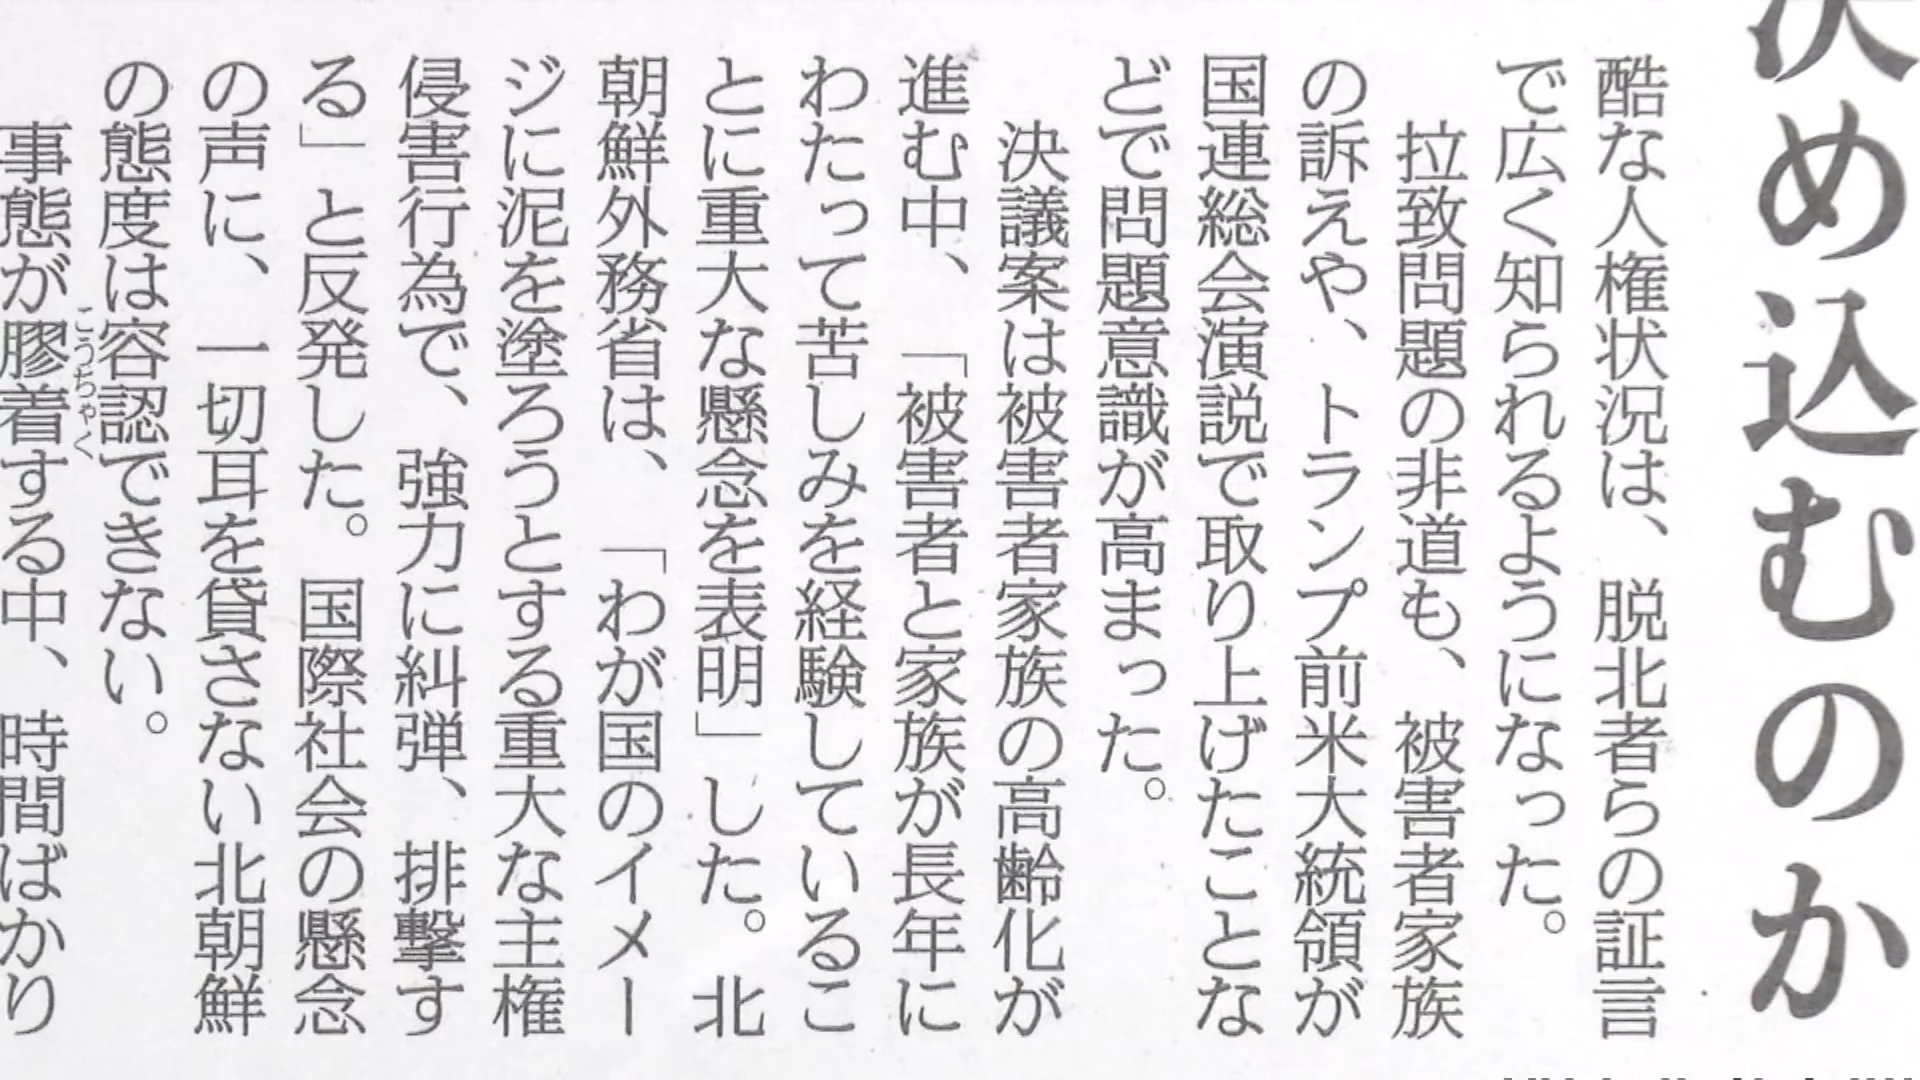 決め込むのか
酷な人権状況は、脱北者らの証言
で広く知られるようになった。
拉致問題の非道も、被害者家族
の訴えや、トランプ前米大統領が
国連総会演説で取り上げたことな
どで問題意識が高まった。
決議案は被害者家族の高齢化が
進む中、「被害者と家族が長年に
わたって苦しみを経験しているこ
とに重大な懸念を表明」した。北
朝鮮外務省は、「わが国のイメー
ジに泥を塗ろうとする重大な主権
侵害行為で、強力に糾弾、排撃す
る」と反発した。国際社会の懸念
の声に、一切耳を貸さない北朝鮮
の態度は容認できない。
こうちゃく
事態が膠着する中、時間ばかり